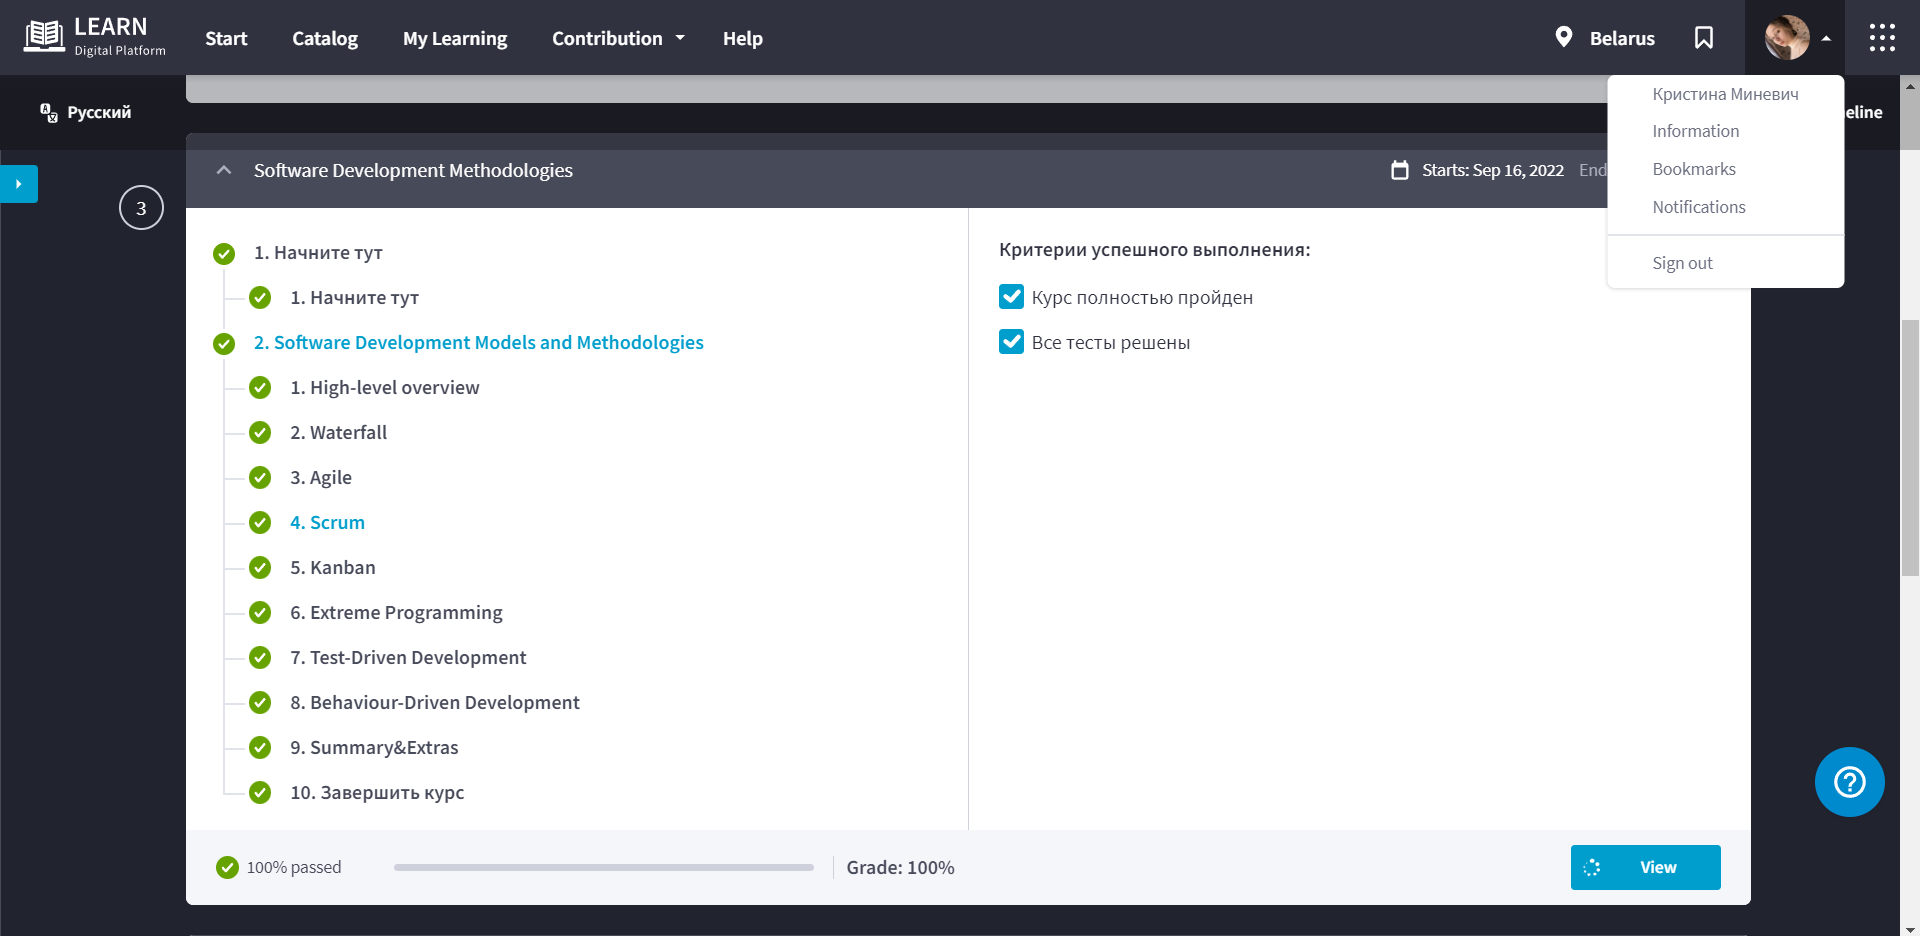 LEARN
Digital Platform
Start
Catalog
My Learning
Contribution
Help
Belarus
Русский
Кристина Миневич
Information
Bookmarks
Notifications
Sign out
eline
3
Software Development Methodologies
Starts: Sep 16, 2022
End
1. Начните тут
1. Начните тут
2. Software Development Models and Methodologies
1. High-level overview
2. Waterfall
3. Agile
4. Scrum
5. Kanban
6. Extreme Programming
7. Test-Driven Development
8. Behaviour-Driven Development
9. Summary&Extras
10. Завершить курс
Критерии успешного выполнения:
Курс полностью пройден
Все тесты решены
100% passed
Grade: 100%
View